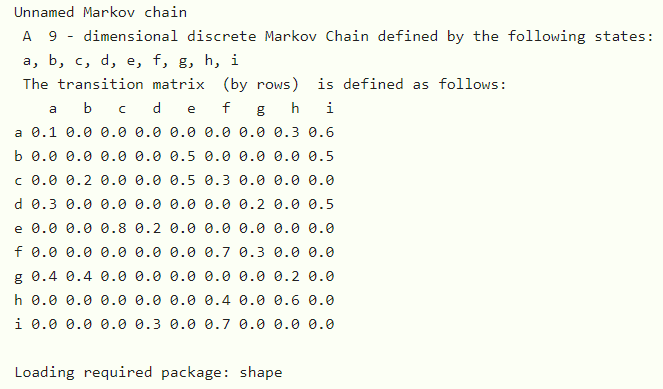 Unnamed Markov chain
A 9 - dimensional discrete Markov Chain defined by the following states:
a, b, c, d, e, f, g, h, i
The transition matrix (by rows) is defined as follows:
a b c d e f g h i
a 0.1 0.0 0.0 0.0 0.0 0.0 0.0 0.3 0.6
b 0.0 0.0 0.0 0.0 0.5 0.0 0.0 0.0 0.5
c 0.0 0.2 0.0 0.0 0.5 0.3 0.0 0.0 0.0
d 0.3 0.0 0.0 0.0 0.0 0.0 0.2 0.0 0.5
e 0.0 0.0 0.8 0.2 0.0 0.0 0.0 0.0 0.0
f 0.0 0.0 0.0 0.0 0.0 0.7 0.3 0.0 0.0
g 0.4 0.4 0.0 0.0 0.0 0.0 0.0 0.2 0.0
h 0.0 0.0 0.0 0.0 0.0 0.4 0.0 0.6 0.0
i 0.0 0.0 0.0 0.3 0.0 0.7 0.0 0.0 0.0
Loading required package: shape